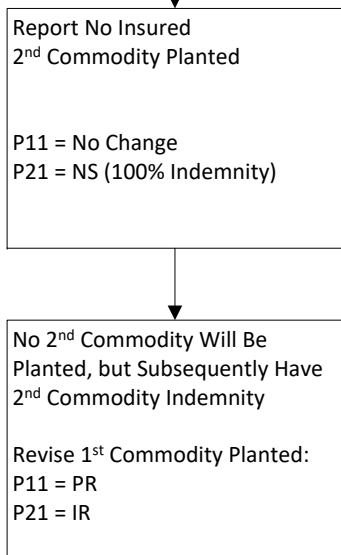 Report No Insured
2nd Commodity Planted
P11 = No Change
P21 = NS (100% Indemnity)
No 2nd Commodity Will Be
Planted, but Subsequently Have
2nd Commodity Indemnity
Revise 1st Commodity Planted:
P11 = PR
P21 = IR